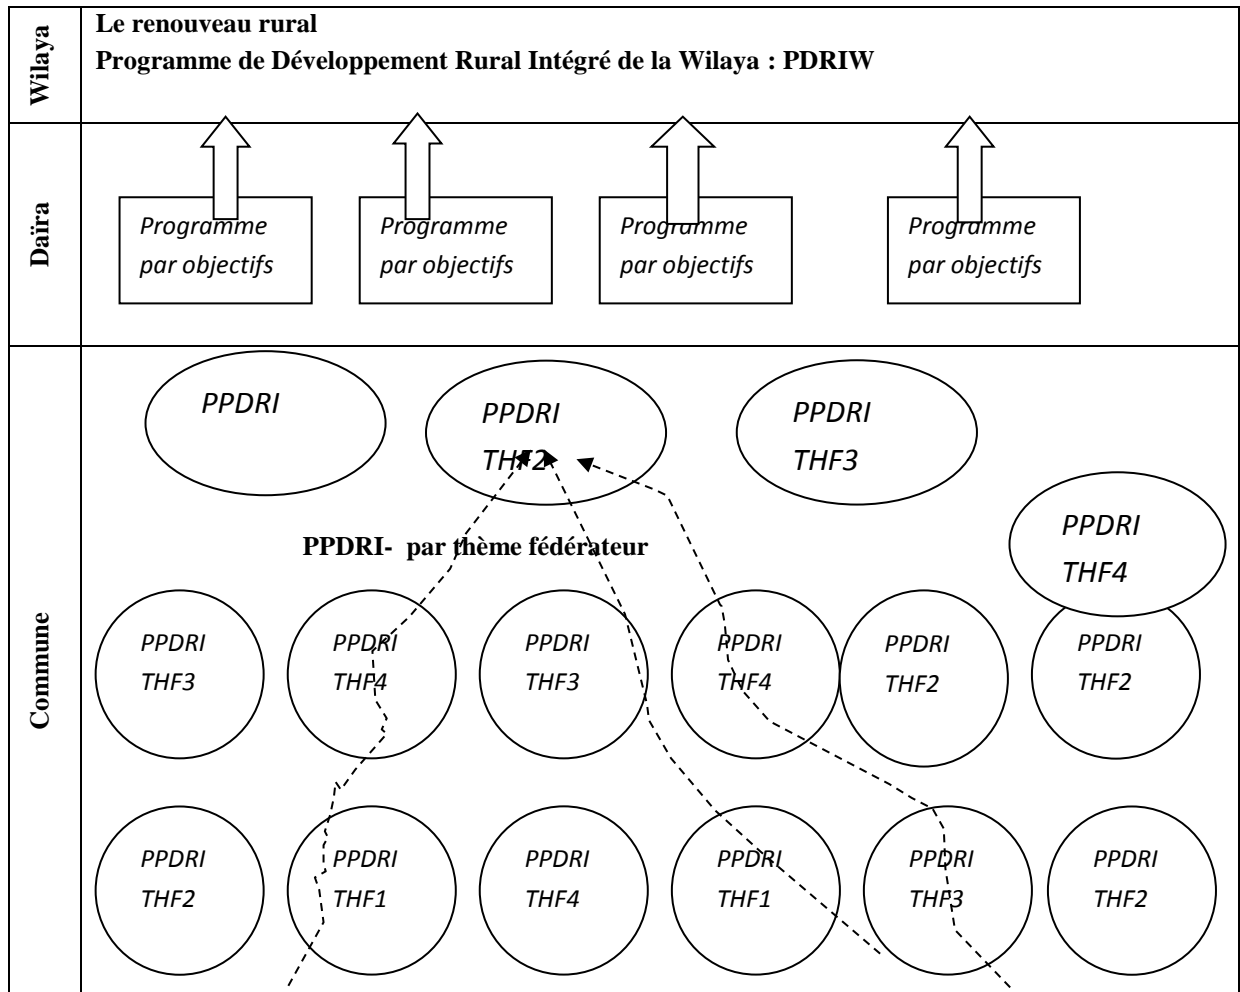 Wilaya
Le renouveau rural
Programme de Développement Rural Intégré de la Wilaya : PDRIW
Daïra
Programme
par objectifs
Programme
par objectifs
Programme
par objectifs
Programme
par objectifs
Commune
PPDRI
PPDRI
THF2
PPDRI
THF3
PPDRI
THF4
PPDRI- par thème fédérateur
PPDRI
THF3
PPDRI
THF4
PPDRI
THF3
PPDRI
THF4
PPDRI
THF2
PPDRI
THF2
PPDRI
THF2
PPDRI
THF1
PPDRI
THF4
PPDRI
THF1
PPDRI
THF3
PPDRI
THF2